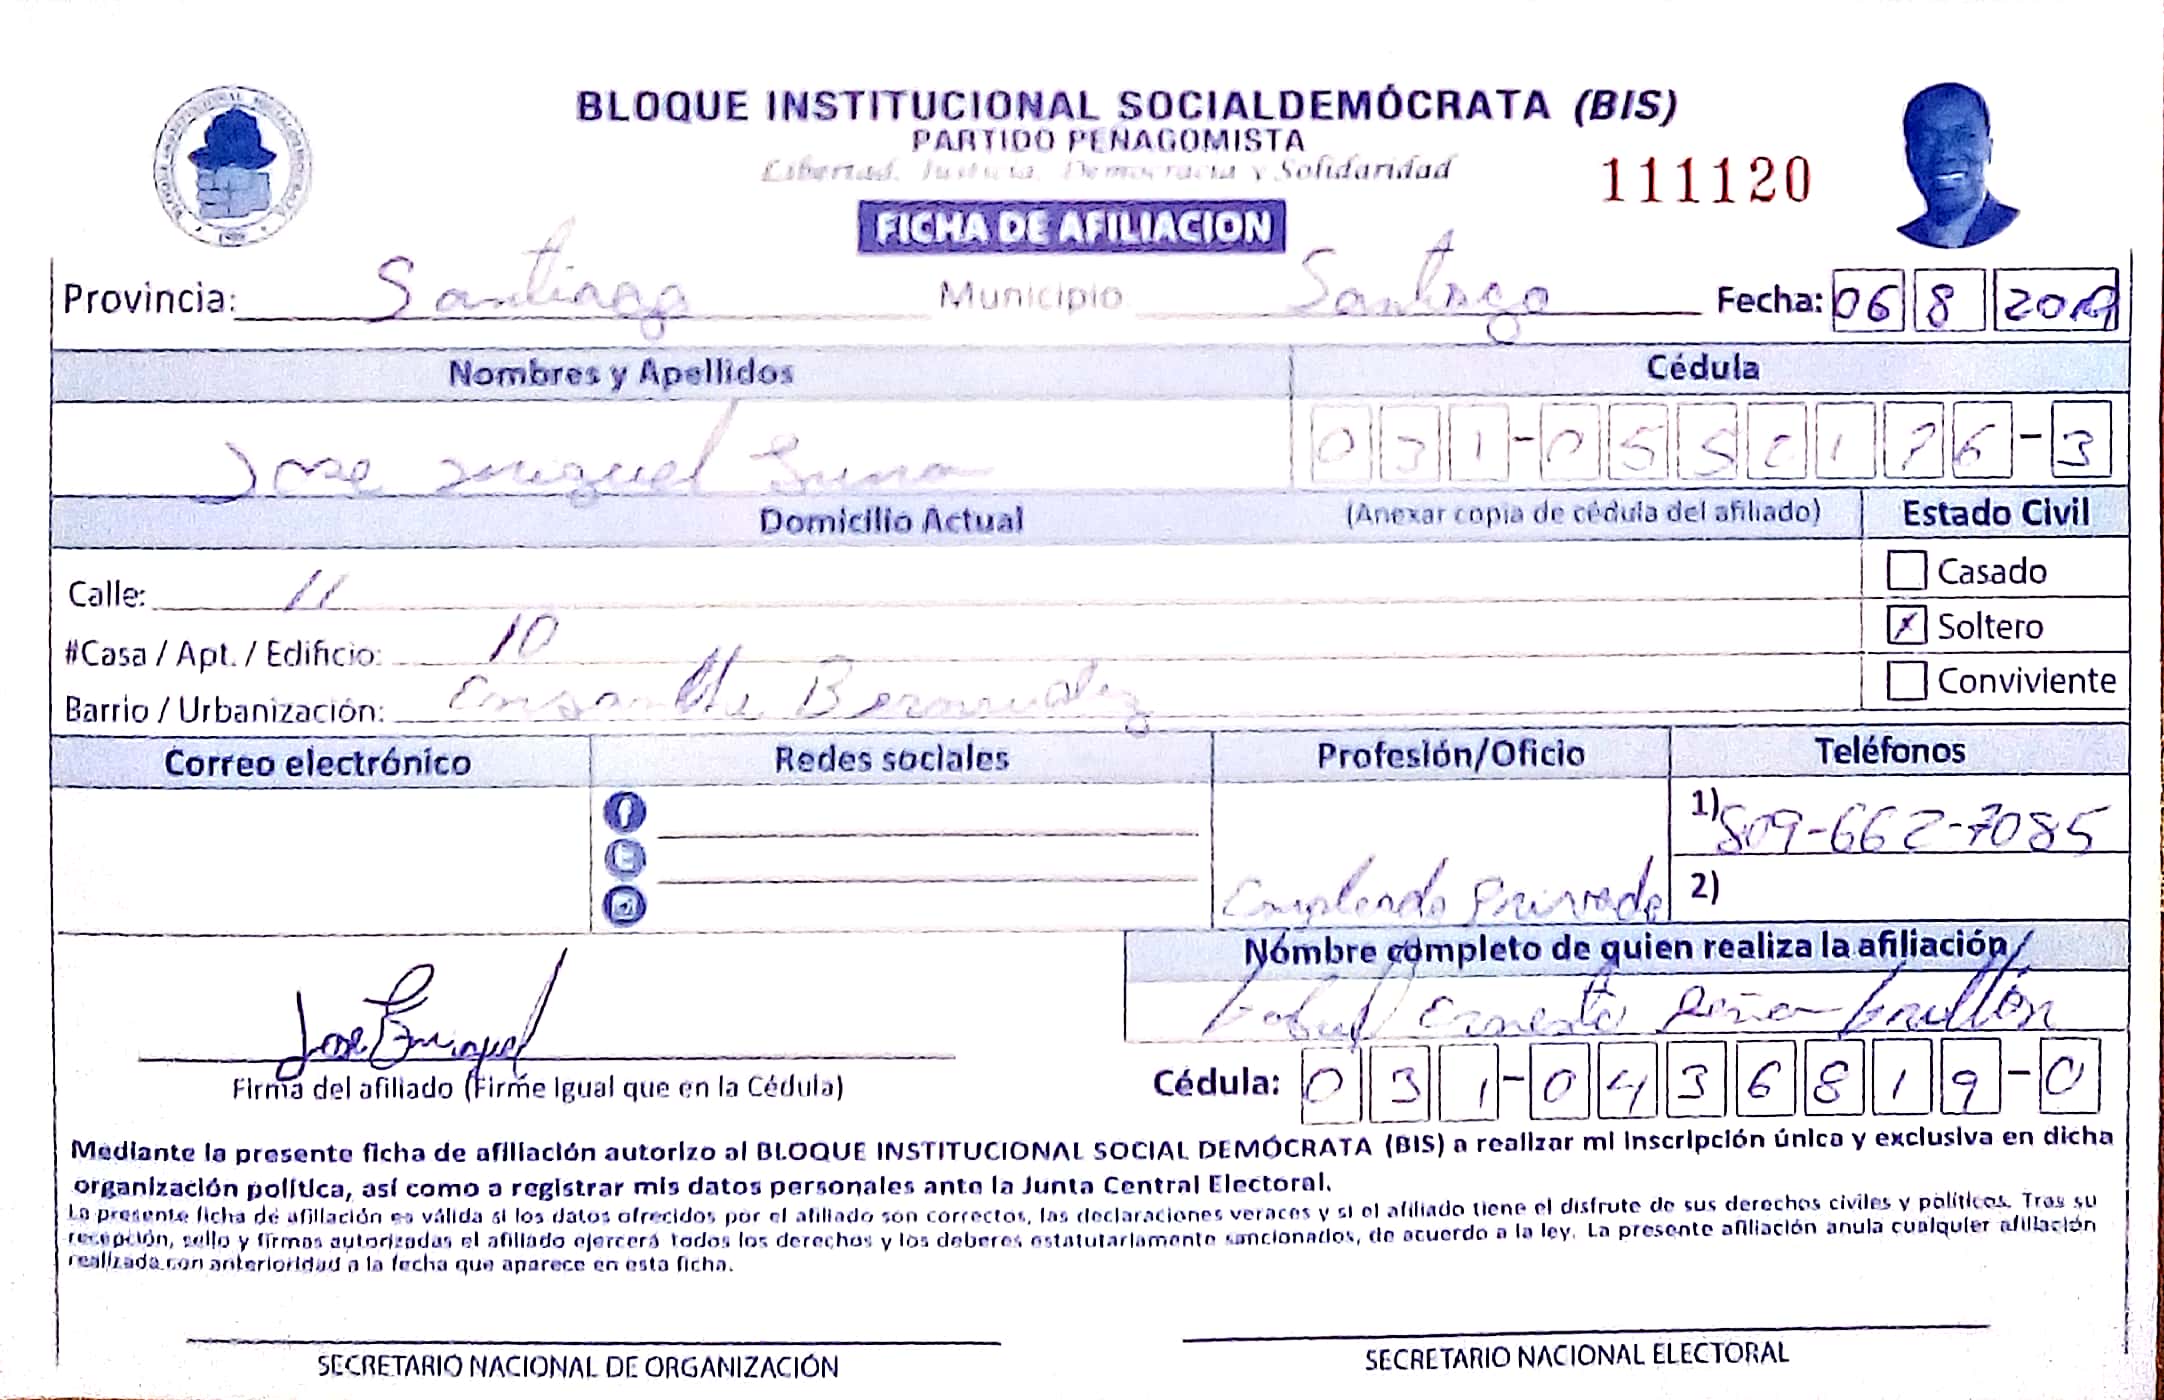 BLOQUE INSTITUCIONAL SOCIALDEMÓCRATA (BIS)
PARTIDO PEÑAGOMISTA
Libertad, Justicia, Democracia y Solidaridad
111120
FICHA DE AFILIACION
Provincia: Santiago Municipio Santiago Fecha: 06 8 2019
Nombres y Apellidos Cédula
Jose Miguel 031-05 -3
Domicilio Actual (Anexar copia de cédula del afiliado) Estado Civil
Calle: 11 Casado
#Casa / Apt. / Edificio: 10 Soltero
Barrio / Urbanización: Ensanche Bermudez Conviviente
Correo electrónico Redes sociales Profesión/Oficio Teléfonos
1) 809-662-7085
Empleado Privado 2)
Nombre completo de quien realiza la afiliación
Ernesto Peña Grullón
Jose Miguel
Firma del afiliado (Firme Igual que en la Cédula)
Cédula: 031-0436819-0
Mediante la presente ficha de afiliación autorizo al BLOQUE INSTITUCIONAL SOCIAL DEMÓCRATA (BIS) a realizar mi inscripción única y exclusiva en dicha
organización política, así como a registrar mis datos personales ante la Junta Central Electoral.
La presente ficha de afiliación es válida si los datos ofrecidos por el afiliado son correctos, las declaraciones veraces y si el afiliado tiene el disfrute de sus derechos civiles y políticos. Tras su
recepción, sello y firmas autorizadas el afiliado ejercerá todos los derechos y los deberes estatutariamente sancionados, de acuerdo a la ley. La presente afiliación anula cualquier afiliación
realizada con anterioridad a la fecha que aparece en esta ficha.
SECRETARIO NACIONAL DE ORGANIZACIÓN
SECRETARIO NACIONAL ELECTORAL